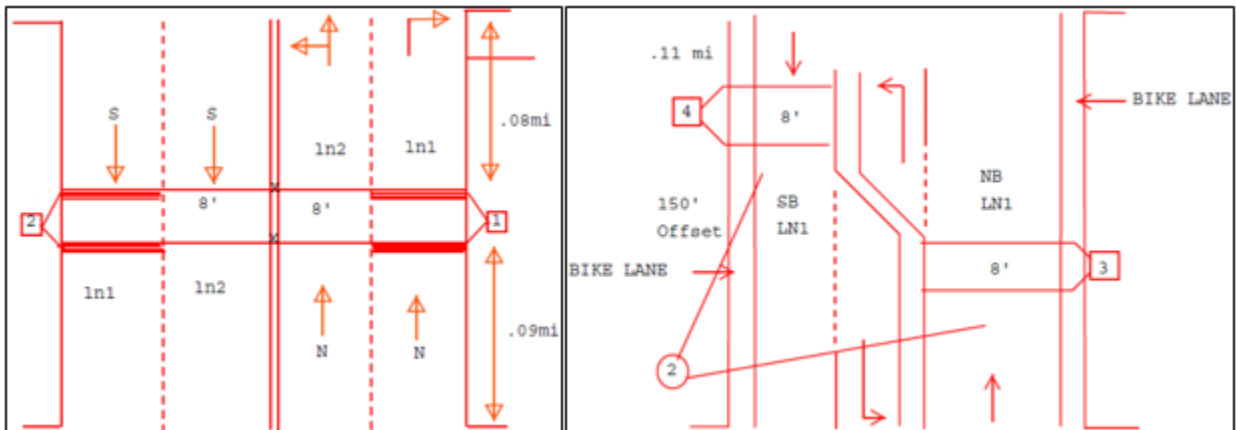 S
S
ln2
ln1
.08mi
8'
8'
2
1
ln1
ln2
N
N
.09mi
.11 mi
4
8'
BIKE LANE
NB
LN1
150'
Offset
SB
LN1
BIKE LANE
8'
3
2